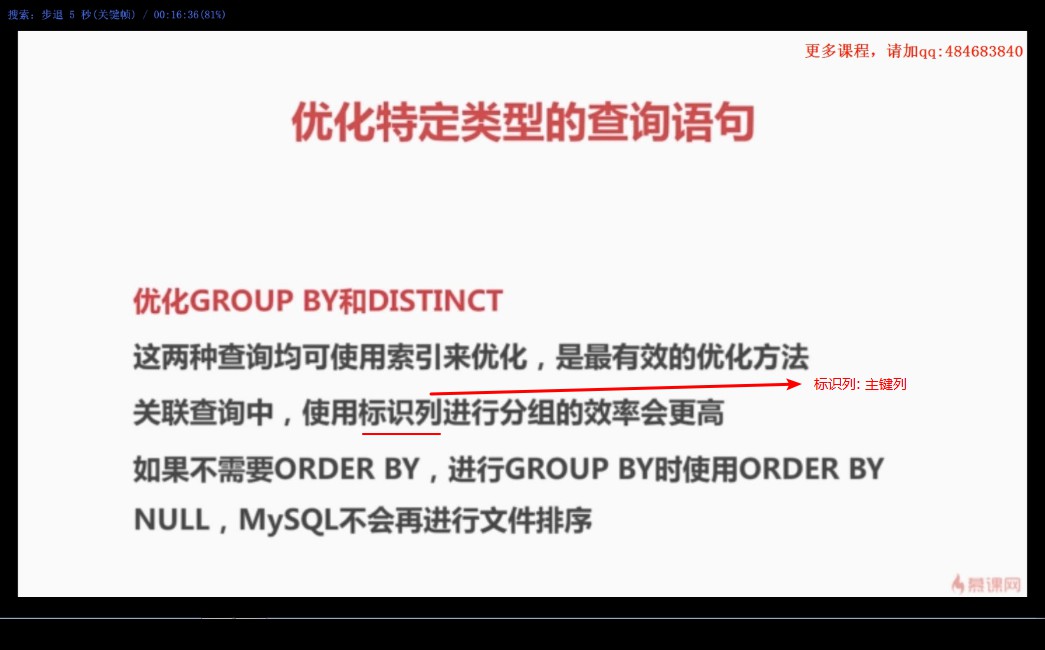 搜索: 步退 5 秒(关键帧) / 00:16:36(81%)
更多课程，请加qq:484683840
优化特定类型的查询语句
优化GROUP BY和DISTINCT
这两种查询均可使用索引来优化，是最有效的优化方法
标识列: 主键列
关联查询中，使用标识列进行分组的效率会更高
如果不需要ORDER BY，进行GROUP BY时使用ORDER BY
NULL，MySQL不会再进行文件排序
慕课网